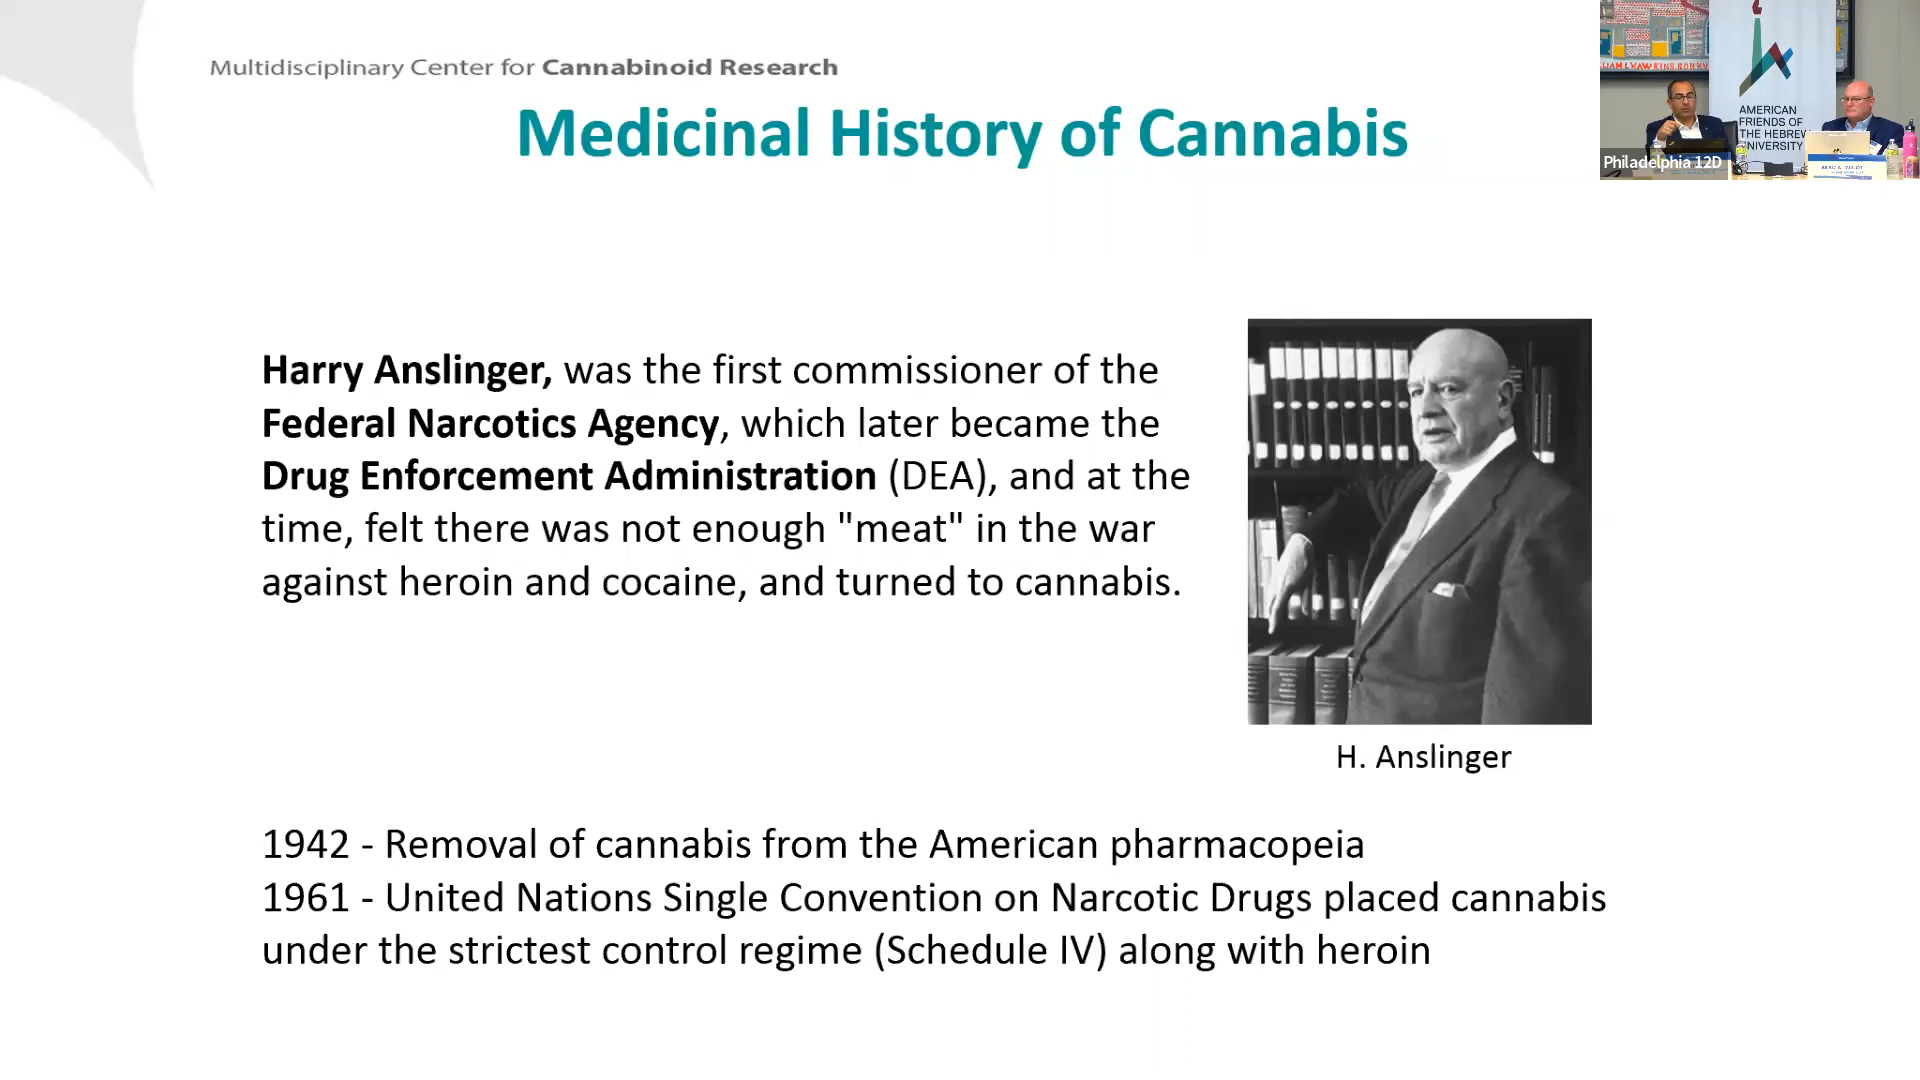 Multidisciplinary Center for Cannabinoid Research
Medicinal History of Cannabis
AMERICAN
FRIENDS OF
THE HEBREW
UNIVERSITY
Philadelphia 12D
Harry Anslinger, was the first commissioner of the
Federal Narcotics Agency, which later became the
Drug Enforcement Administration (DEA), and at the
time, felt there was not enough "meat" in the war
against heroin and cocaine, and turned to cannabis.
H. Anslinger
1942 - Removal of cannabis from the American pharmacopeia
1961 - United Nations Single Convention on Narcotic Drugs placed cannabis
under the strictest control regime (Schedule IV) along with heroin